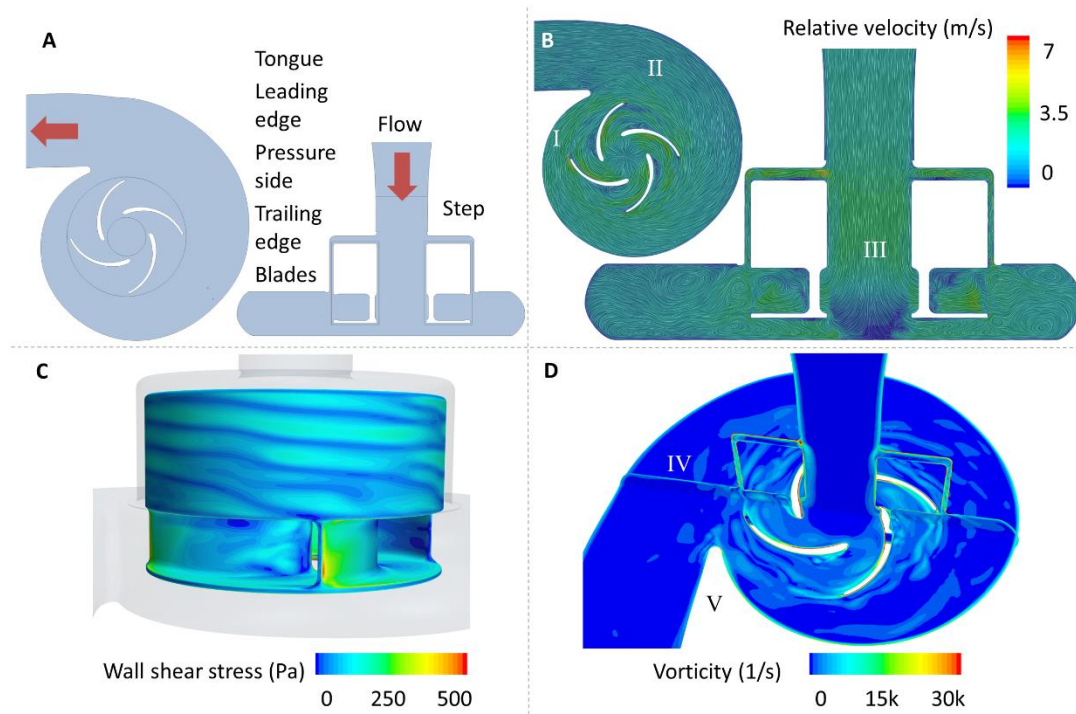 A
Tongue
Leading
edge
Pressure
side
Trailing
edge
Blades
Flow
Step
B
Relative velocity (m/s)
7
3.5
0
I
II
III
C
Wall shear stress (Pa)
0 250 500
D
IV
V
Vorticity (1/s)
0 15k 30k